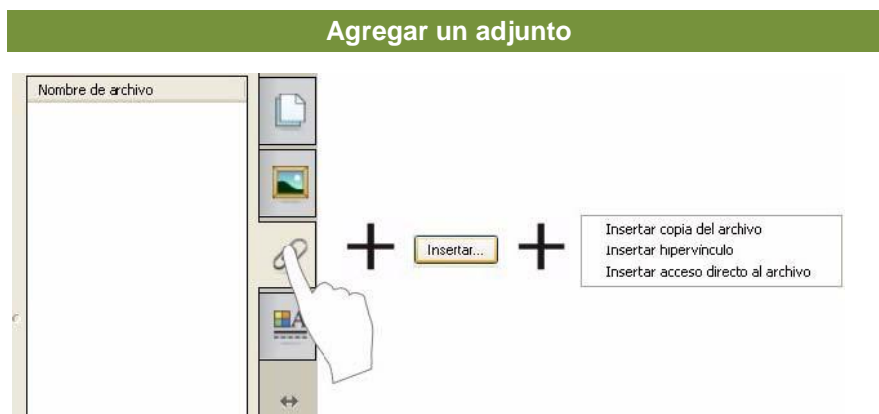 Agregar un adjunto
Nombre de archivo
Insertar...
Insertar copia del archivo
Insertar hipervínculo
Insertar acceso directo al archivo
A